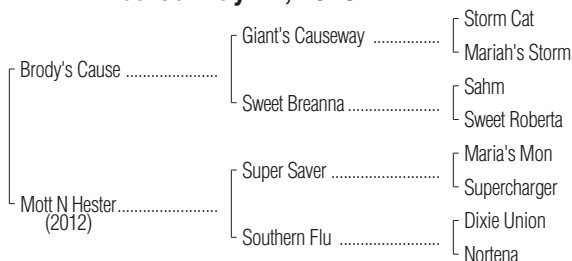 Giant's Causeway
Storm Cat
Mariah's Storm
Brody's Cause
Sweet Breanna
Sahm
Sweet Roberta
Super Saver
Maria's Mon
Supercharger
Mott N Hester
(2012)
Southern Flu
Dixie Union
Nortena